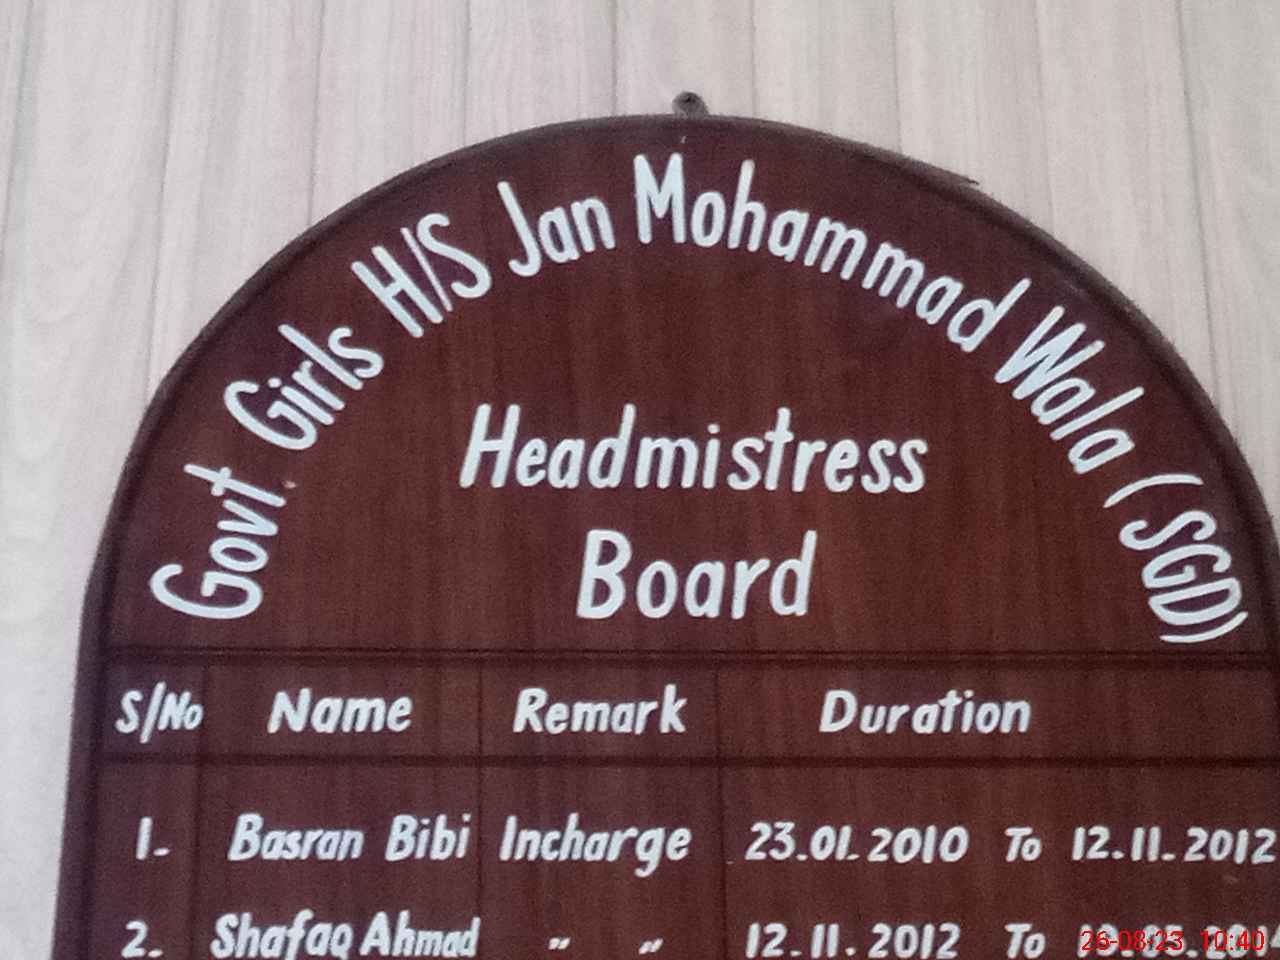 Govt Girls H/S Jan Mohammad Wala (SGD)
Headmistress
Board
S/No Name Remark Duration
1- Basran Bibi Incharge 23.01.2010 To 12.11.2012
2- Shafaq Ahmad " " 12.11.2012 To
26-08-23 10:40